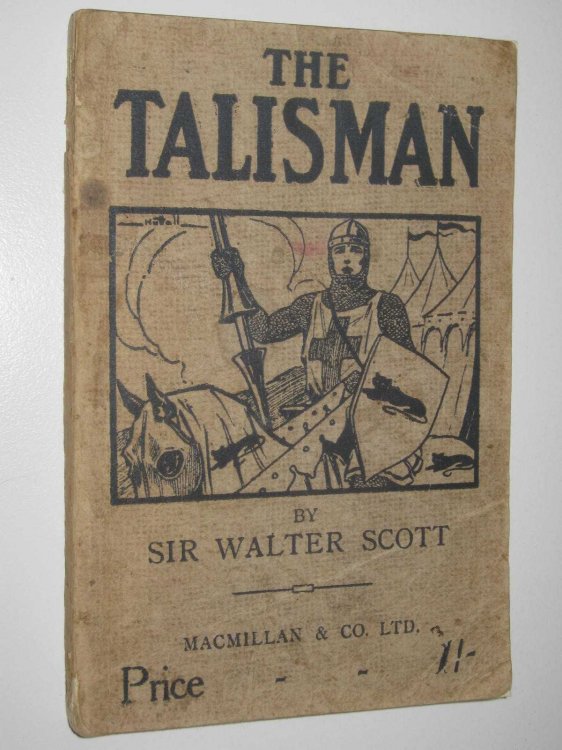 THE
TALISMAN
BY
SIR WALTER SCOTT
MACMILLAN & CO. LTD.
Price - - 1/-